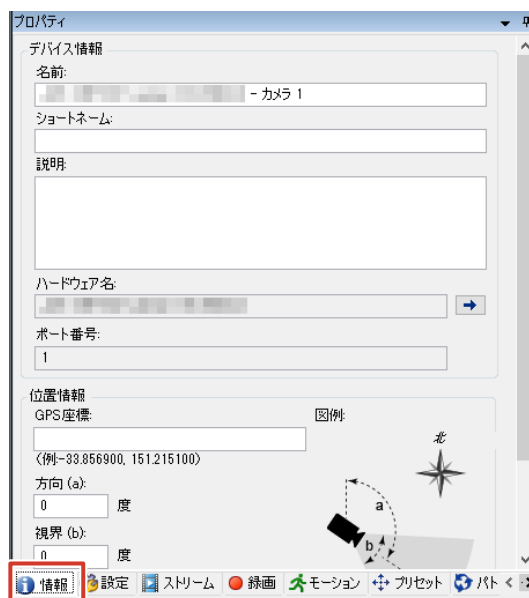 プロパティ
デバイス情報
名前:
- カメラ 1
ショートネーム:
説明:
ハードウェア名:
ポート番号:
1
位置情報
GPS座標:
図例:
(例:-33.856900, 151.215100)
北
方向 (a):
0 度
a
視界 (b):
b
0 度
情報 設定 ストリーム 録画 モーション プリセット パト